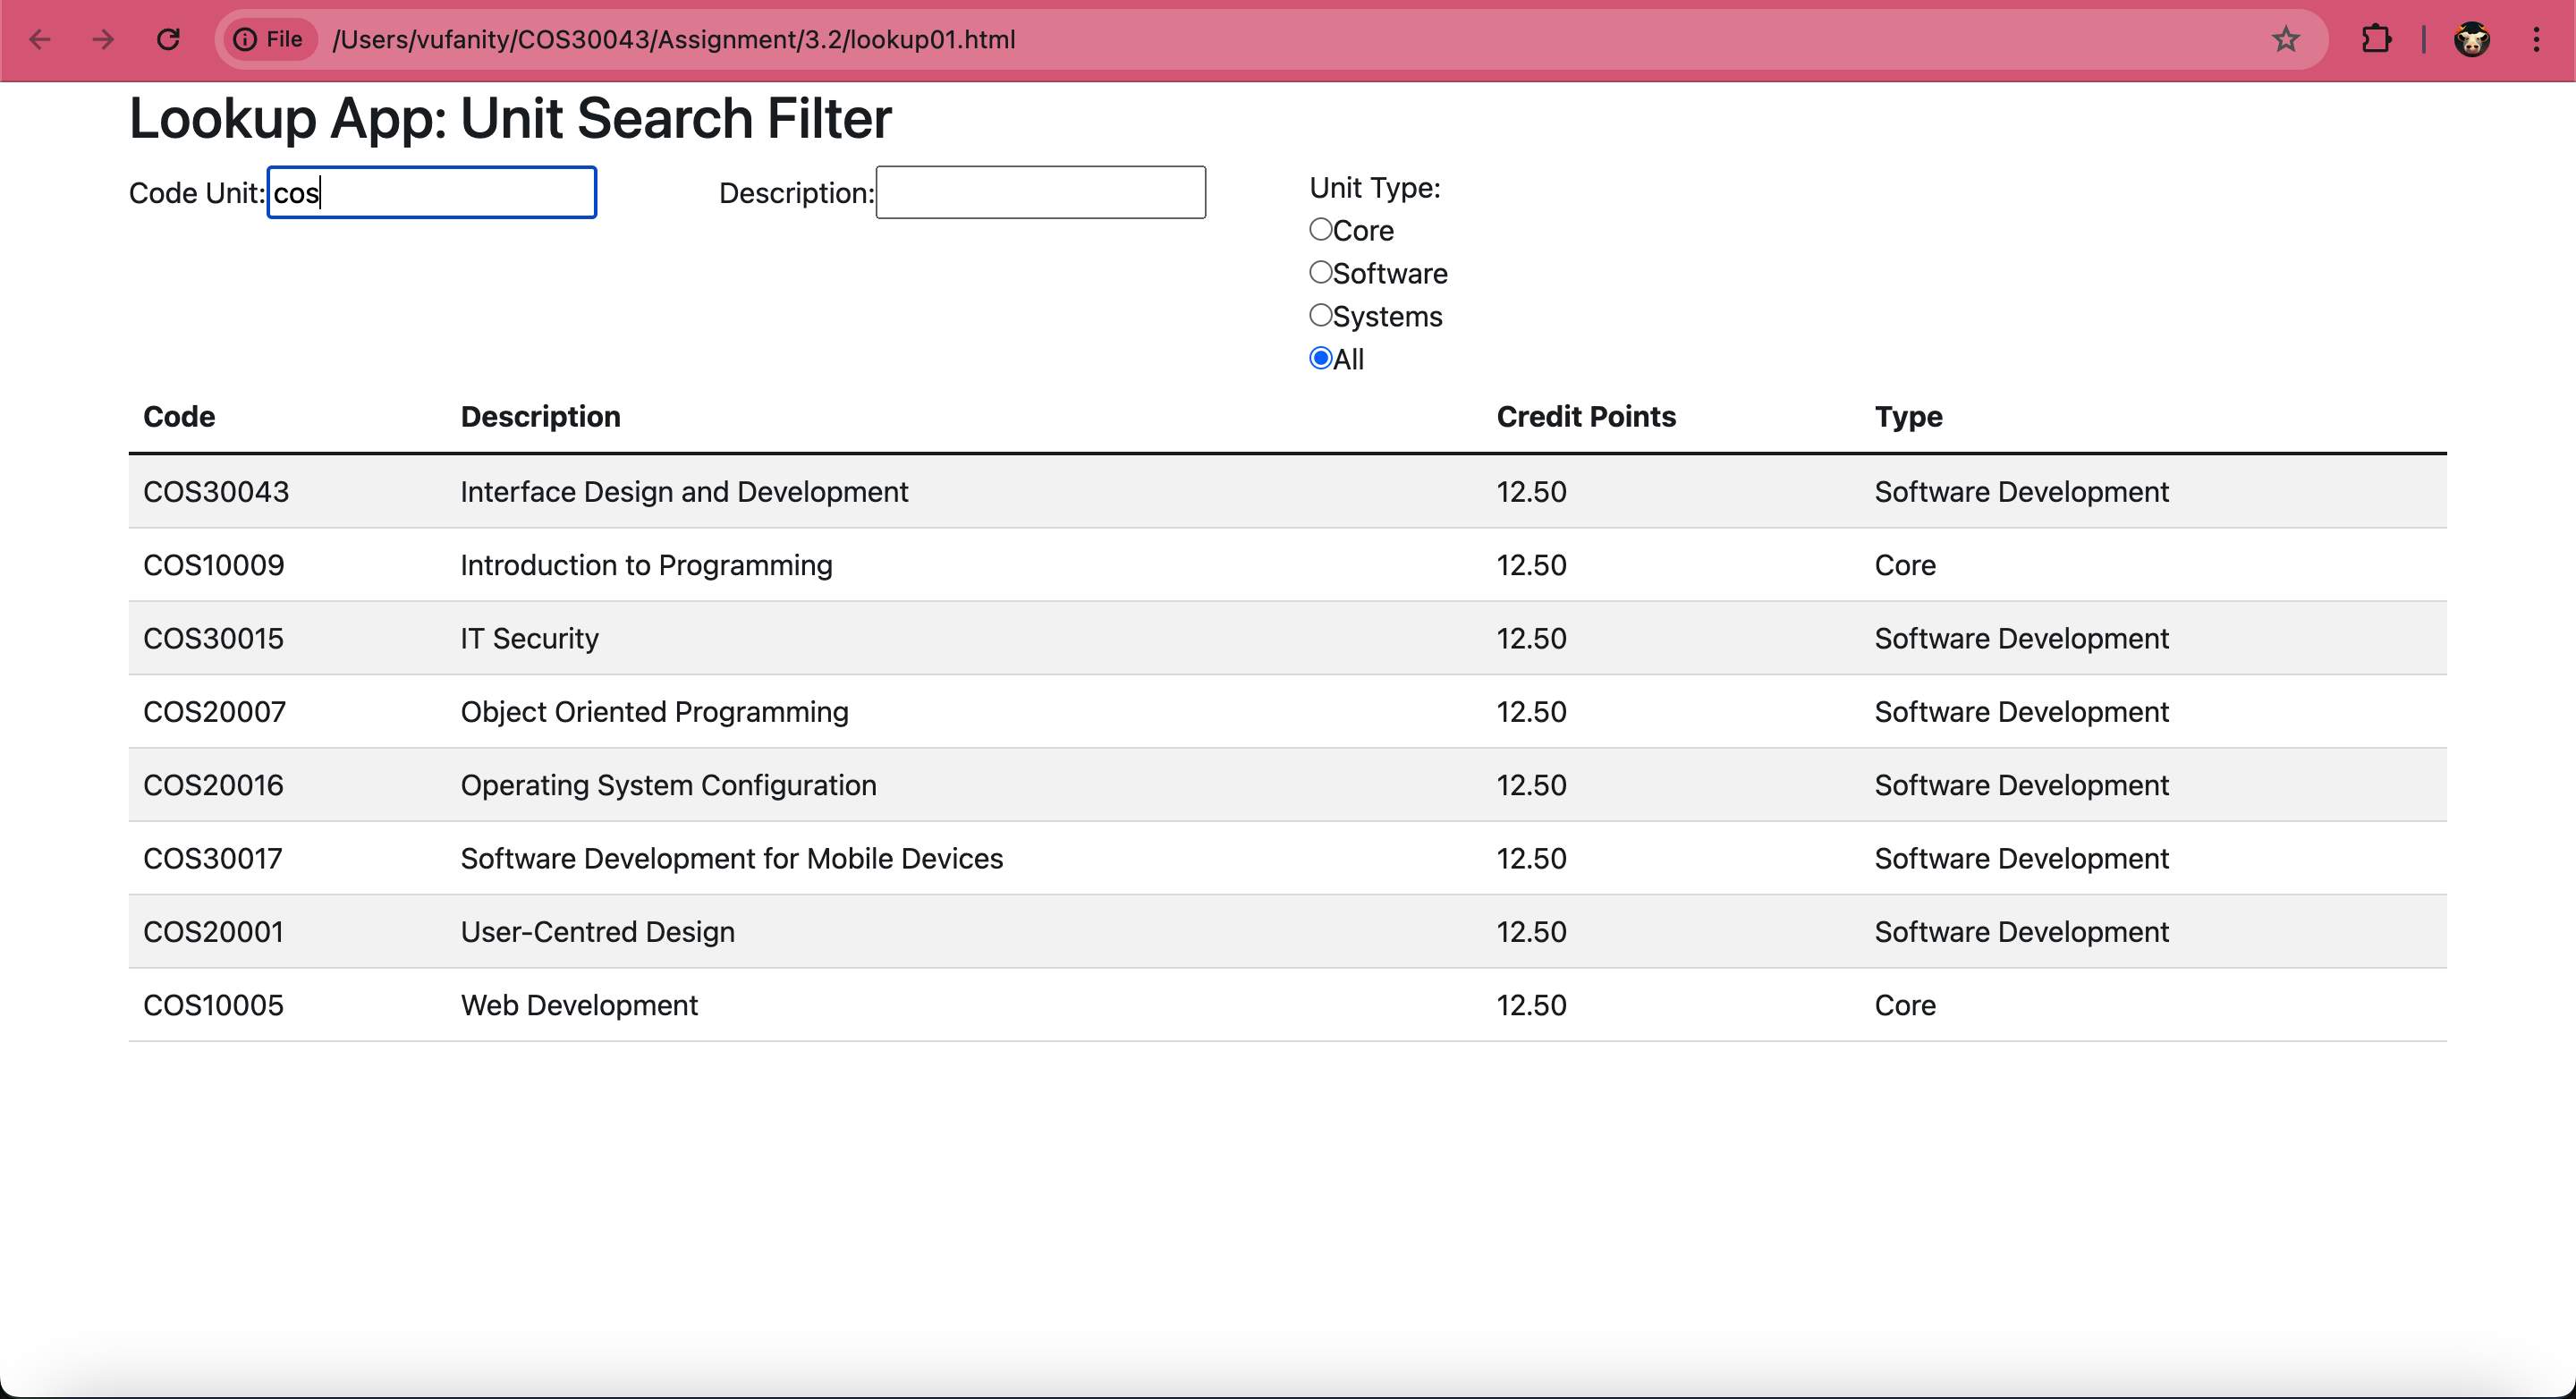 File /Users/vufanity/COS30043/Assignment/3.2/lookup01.html
Lookup App: Unit Search Filter
Code Unit: cos Description: Unit Type:
Core
Software
Systems
All
Code Description Credit Points Type
COS30043 Interface Design and Development 12.50 Software Development
COS10009 Introduction to Programming 12.50 Core
COS30015 IT Security 12.50 Software Development
COS20007 Object Oriented Programming 12.50 Software Development
COS20016 Operating System Configuration 12.50 Software Development
COS30017 Software Development for Mobile Devices 12.50 Software Development
COS20001 User-Centred Design 12.50 Software Development
COS10005 Web Development 12.50 Core